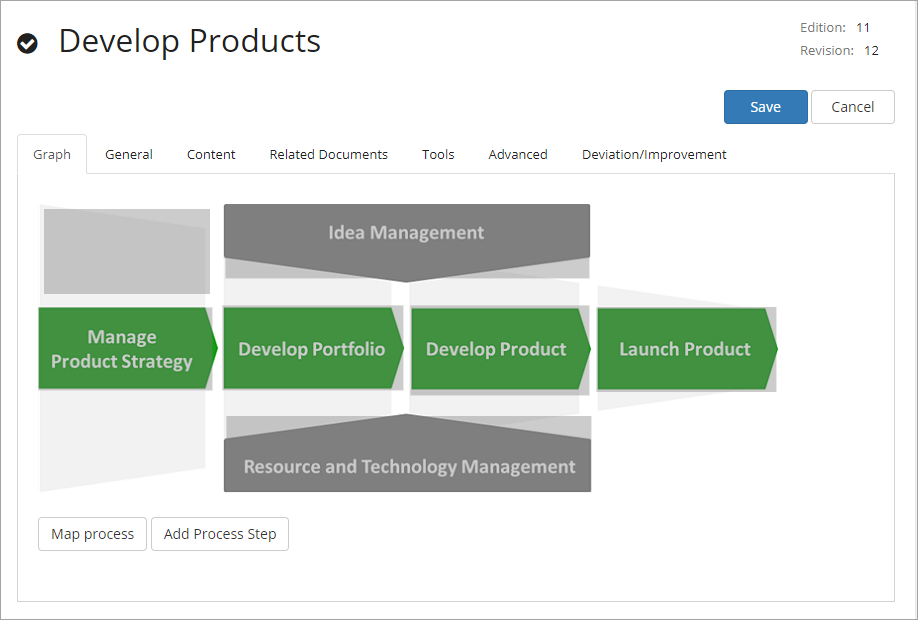 Develop Products
Edition: 11
Revision: 12
Save
Cancel
Graph
General
Content
Related Documents
Tools
Advanced
Deviation/Improvement
Idea Management
Manage
Product Strategy
Develop Portfolio
Develop Product
Launch Product
Resource and Technology Management
Map process
Add Process Step